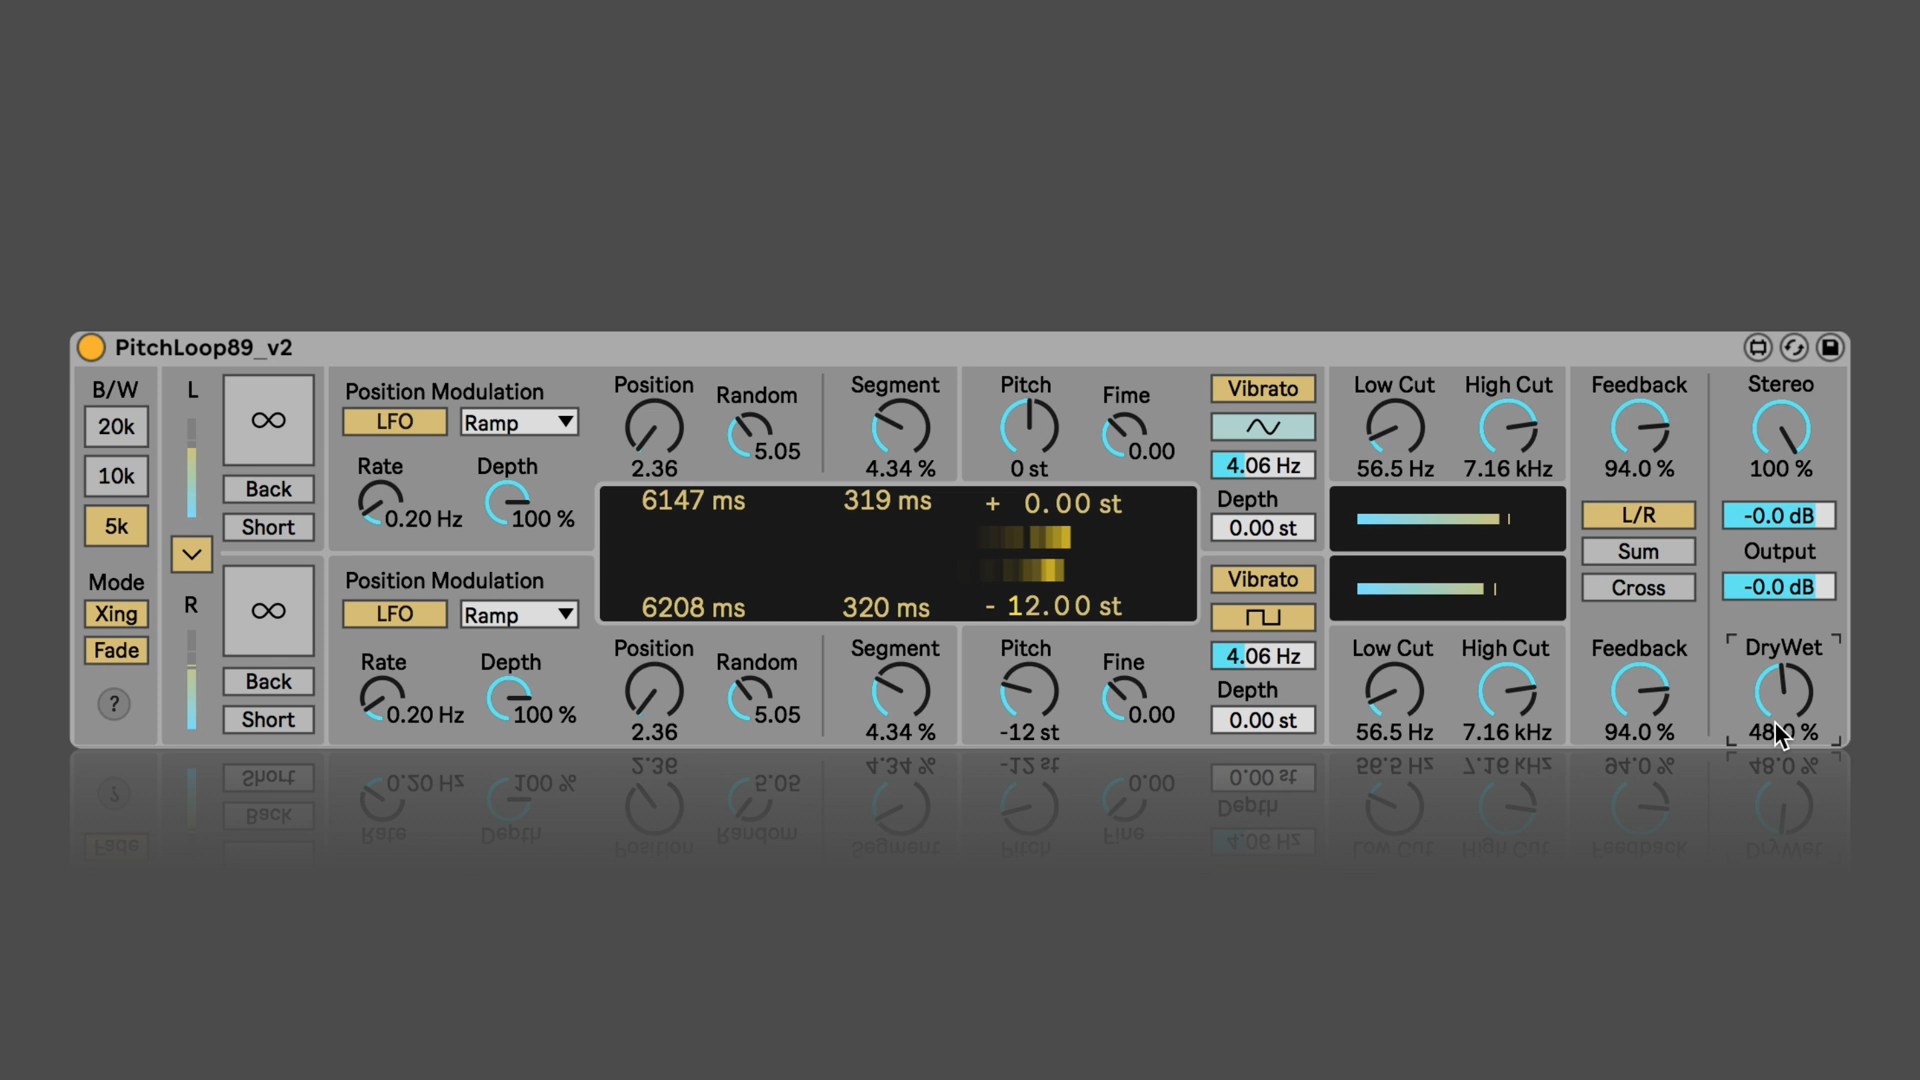 PitchLoop89_v2
B/W
20k
10k
5k
Mode
Xing
Fade
?
L
∞
Back
Short
R
∞
Back
Short
Position Modulation
LFO Ramp
Rate Depth
0.20 Hz 100 %
Position Random
2.36 5.05
Segment
4.34 %
Pitch Fime
0 st 0.00
Vibrato
4.06 Hz
Depth
0.00 st
Low Cut High Cut
56.5 Hz 7.16 kHz
Feedback
94.0 %
Stereo
100 %
6147 ms 319 ms + 0.00 st
6208 ms 320 ms - 12.00 st
L/R
Sum
Cross
-0.0 dB
Output
-0.0 dB
Position Modulation
LFO Ramp
Rate Depth
0.20 Hz 100 %
Position Random
2.36 5.05
Segment
4.34 %
Pitch Fine
-12 st 0.00
Vibrato
4.06 Hz
Depth
0.00 st
Low Cut High Cut
56.5 Hz 7.16 kHz
Feedback
94.0 %
DryWet
48.0 %